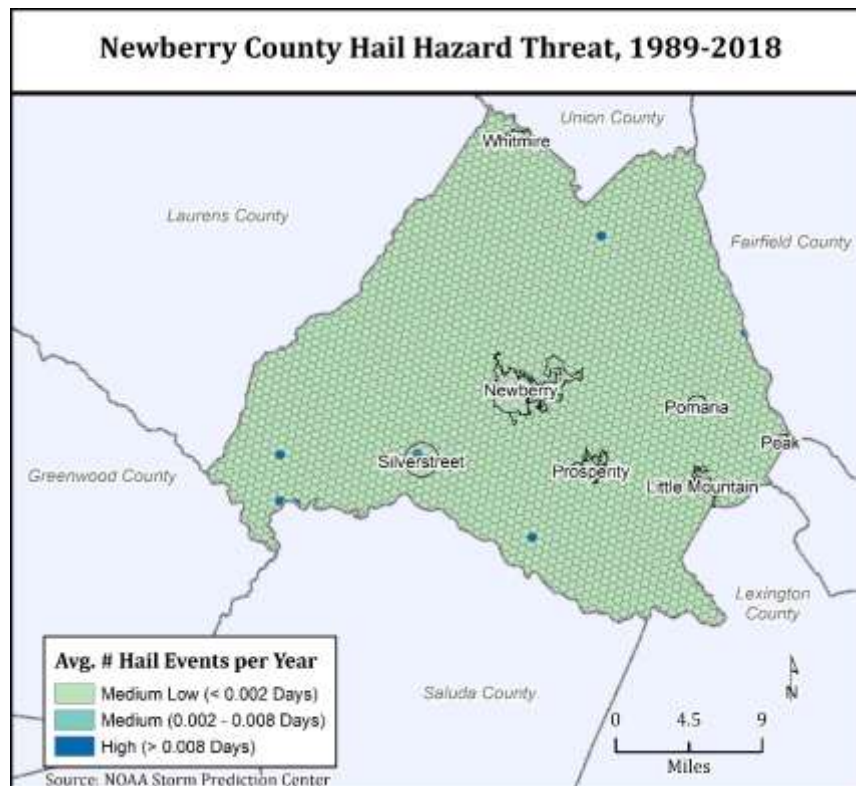 Newberry County Hail Hazard Threat, 1989-2018
Union County
Whitmire
Laurens County
Fairfield County
Newberry
Pomaria
Peak
Silverstreet
Prosperity
Little Mountain
Greenwood County
Lexington
County
Saluda County
Avg. # Hail Events per Year
Medium Low (< 0.002 Days)
Medium (0.002 - 0.008 Days)
High (> 0.008 Days)
Source: NOAA Storm Prediction Center
N
0 4.5 9
Miles